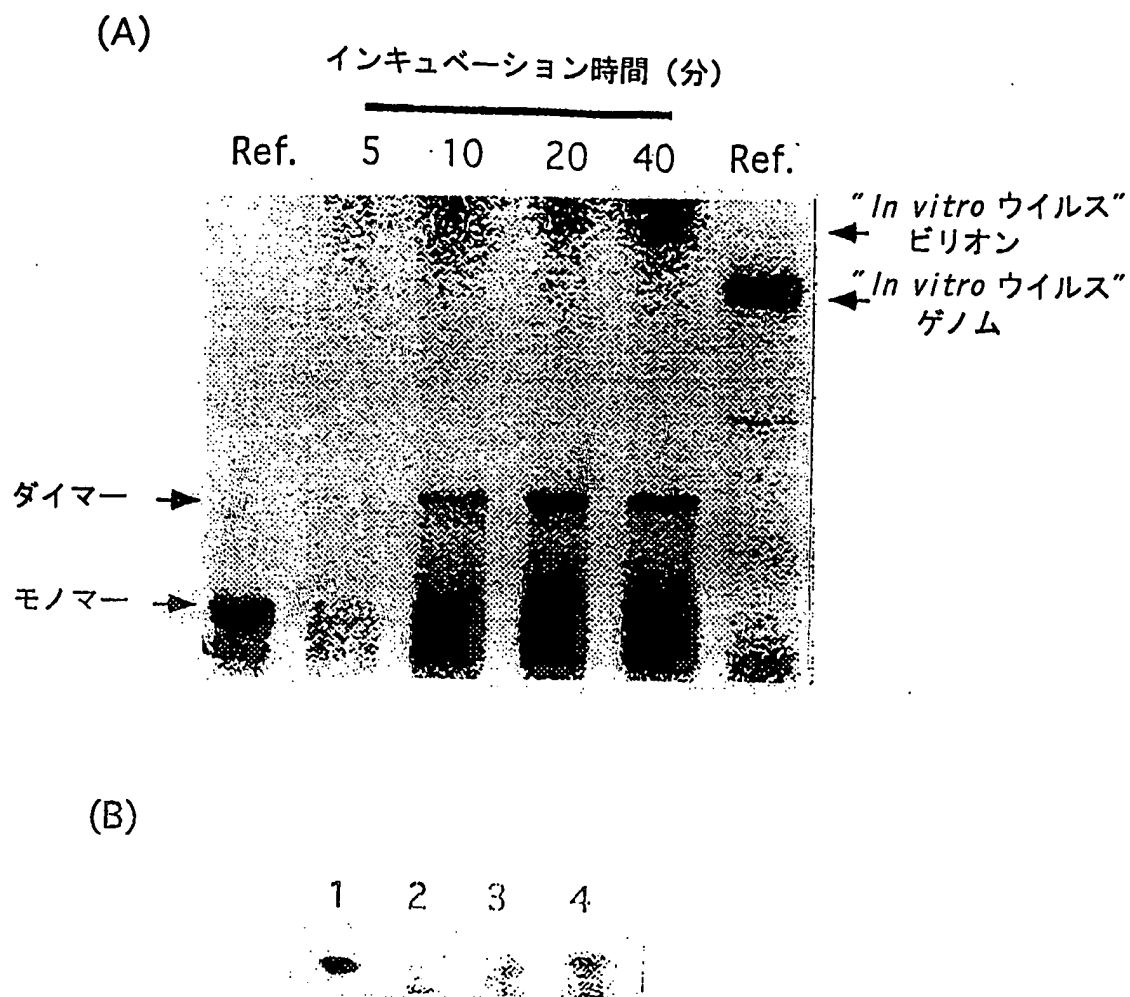 (A)
インキュベーション時間 (分)
Ref. 5 10 20 40 Ref.
"In vitro ウイルス"
ビリオン
"In vitro ウイルス"
ゲノム
ダイマー
モノマー
(B)
1 2 3 4